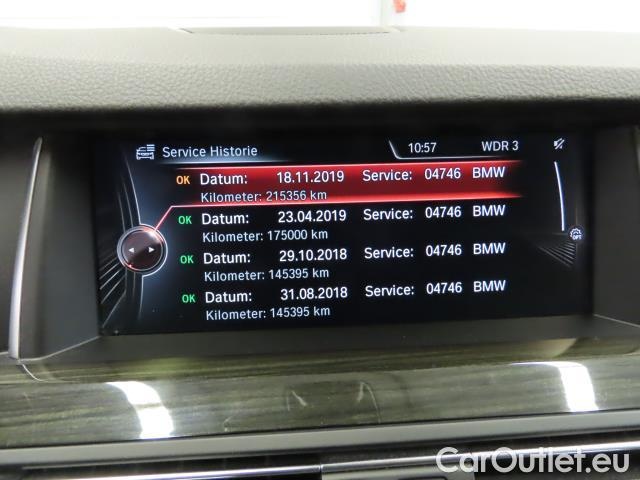 Service Historie 10:57 WDR 3
OK Datum: 18.11.2019 Service: 04746 BMW
Kilometer: 215356 km
OK Datum: 23.04.2019 Service: 04746 BMW
Kilometer: 175000 km
OK Datum: 29.10.2018 Service: 04746 BMW
Kilometer: 145395 km
OK Datum: 31.08.2018 Service: 04746 BMW
Kilometer: 145395 km
OPT
CarOutlet.eu